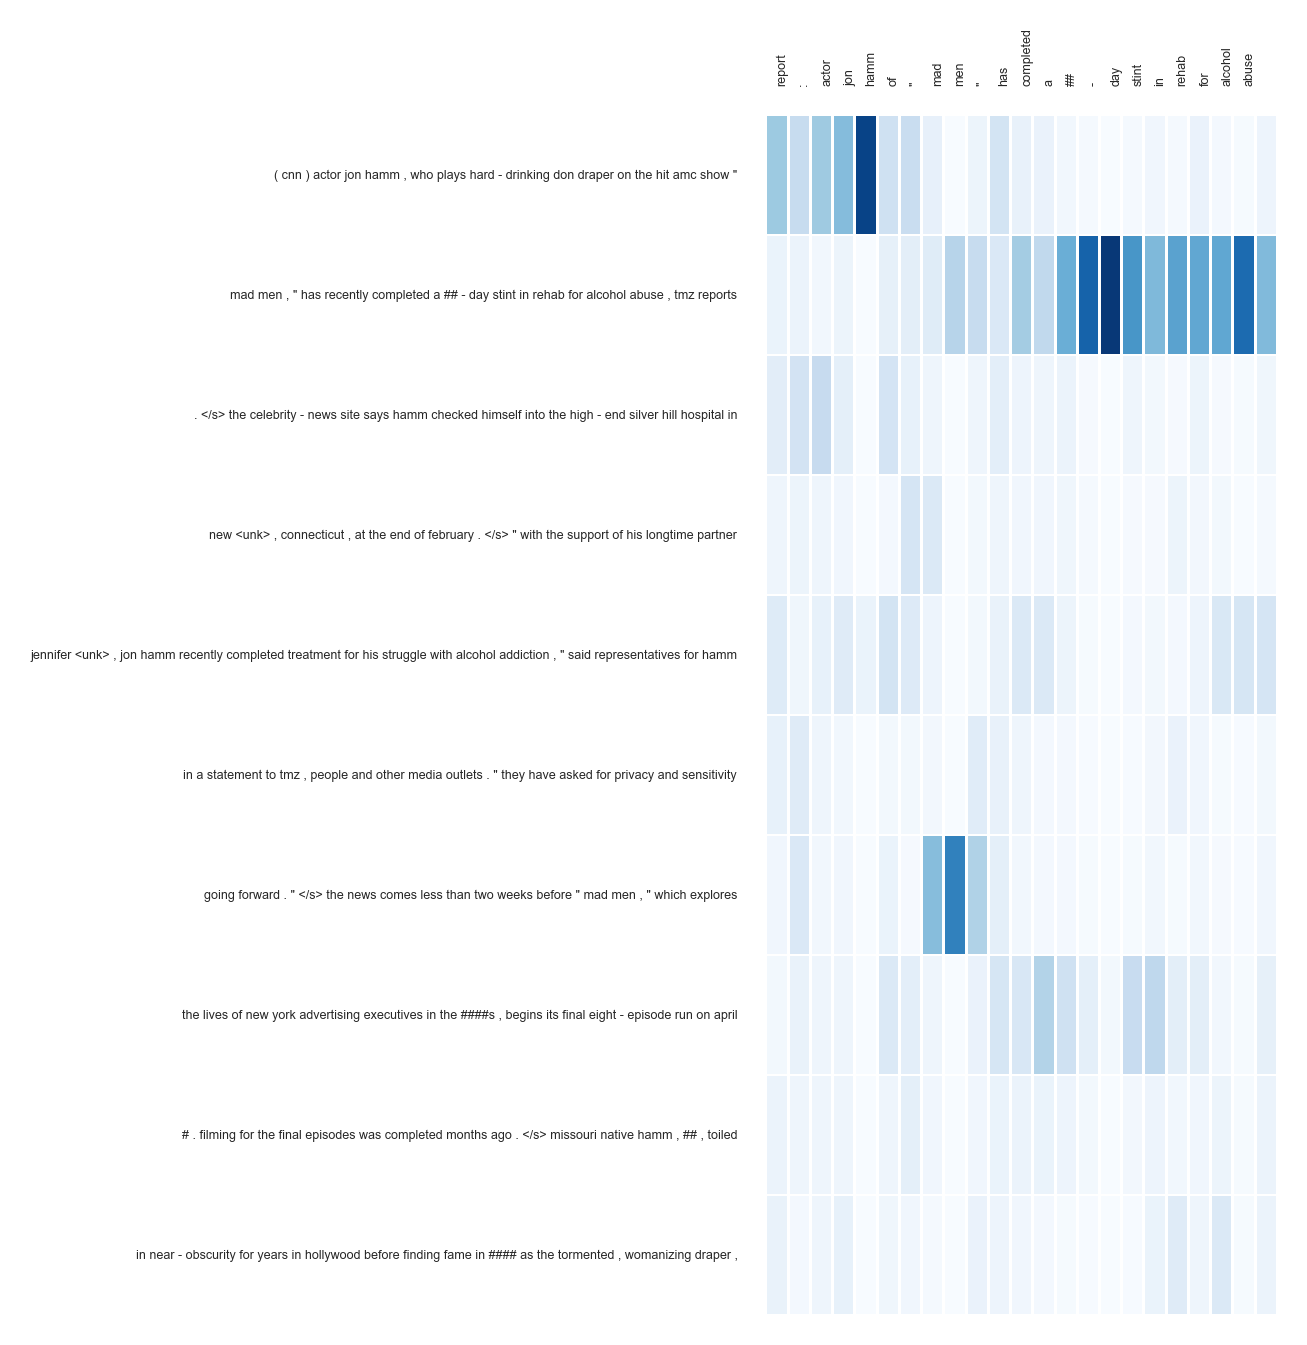 report
:
actor
jon
hamm
of
"
mad
men
"
has
completed
a
##
-
day
stint
in
rehab
for
alcohol
abuse
( cnn ) actor jon hamm , who plays hard - drinking don draper on the hit amc show "
mad men , " has recently completed a ## - day stint in rehab for alcohol abuse , tmz reports
. </s> the celebrity - news site says hamm checked himself into the high - end silver hill hospital in
new <unk> , connecticut , at the end of february . </s> " with the support of his longtime partner
jennifer <unk> , jon hamm recently completed treatment for his struggle with alcohol addiction , " said representatives for hamm
in a statement to tmz , people and other media outlets . " they have asked for privacy and sensitivity
going forward . " </s> the news comes less than two weeks before " mad men , " which explores
the lives of new york advertising executives in the ####s , begins its final eight - episode run on april
# . filming for the final episodes was completed months ago . </s> missouri native hamm , ## , toiled
in near - obscurity for years in hollywood before finding fame in #### as the tormented , womanizing draper ,